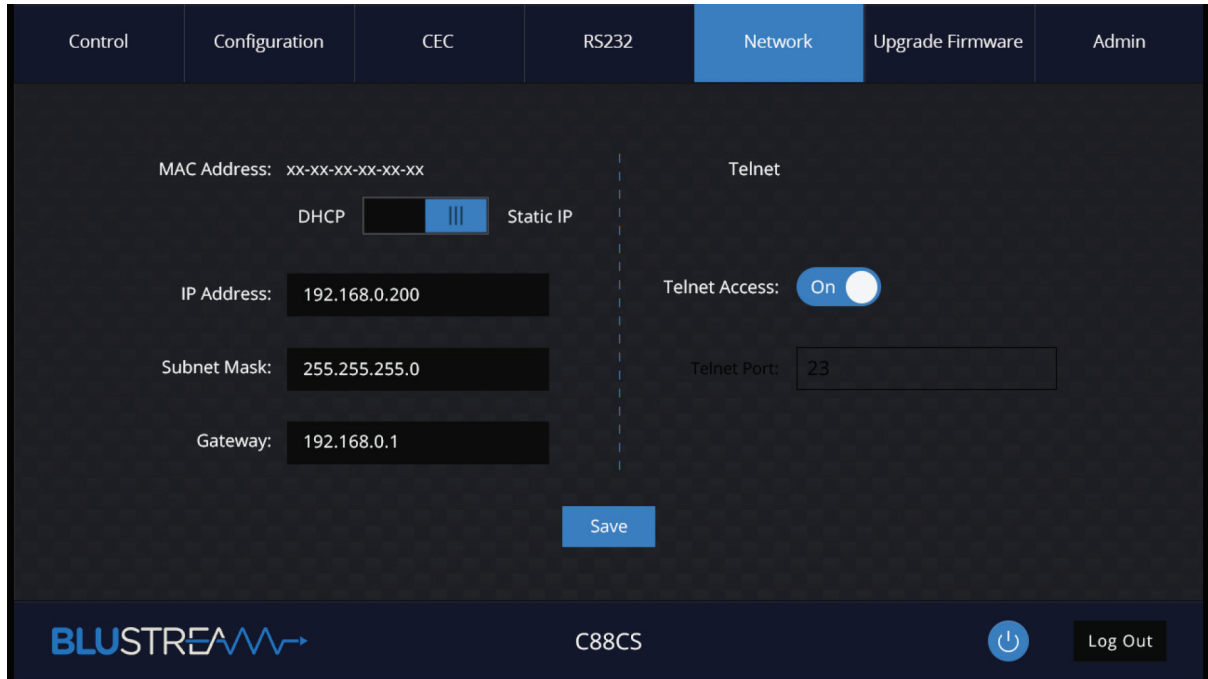 Control Configuration CEC RS232 Network Upgrade Firmware Admin
MAC Address: xx-xx-xx-xx-xx-xx
DHCP Static IP
IP Address: 192.168.0.200
Subnet Mask: 255.255.255.0
Gateway: 192.168.0.1
Telnet
Telnet Access: On
Telnet Port: 23
Save
BLUSTREAM C88CS Log Out